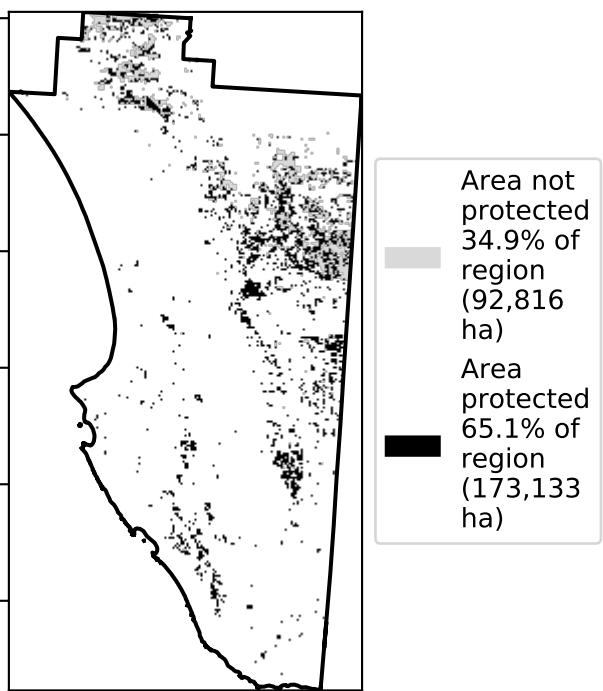 Area not
protected
34.9% of
region
(92,816
ha)
Area
protected
65.1% of
region
(173,133
ha)